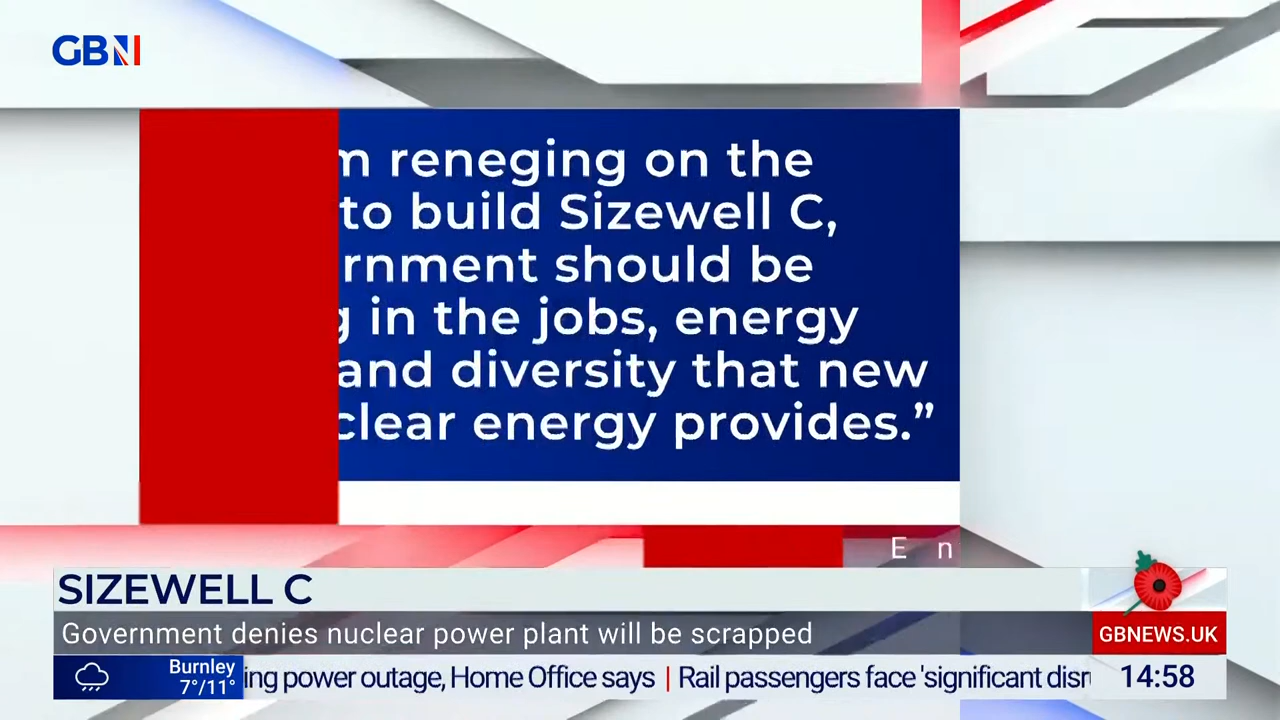 GBN
m reneging on the
to build Sizewell C,
rnment should be
g in the jobs, energy
and diversity that new
clear energy provides.”
E n
SIZEWELL C
Government denies nuclear power plant will be scrapped
GBNEWS.UK
Burnley
7°/11°
ing power outage, Home Office says | Rail passengers face 'significant disru
14:58